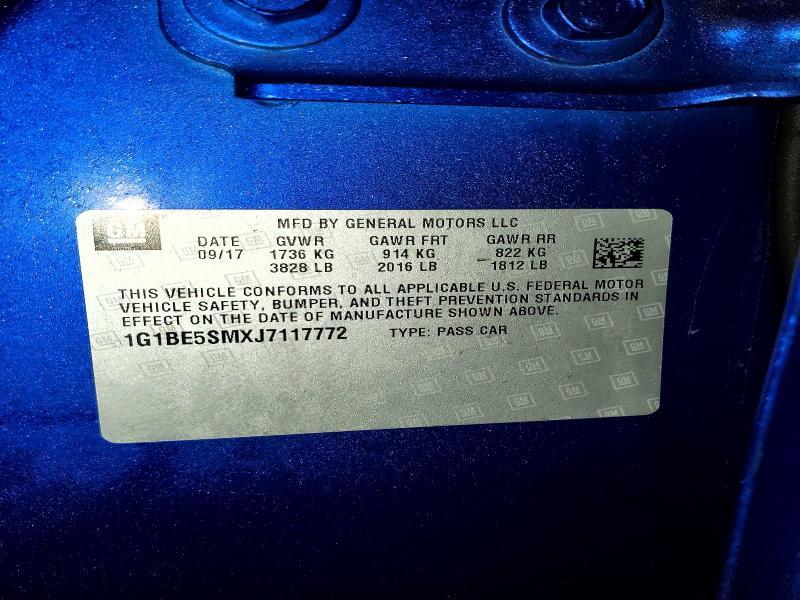 GM
MFD BY GENERAL MOTORS LLC
DATE GVWR GAWR FRT GAWR RR
09/17 1736 KG 914 KG 822 KG
3828 LB 2016 LB 1812 LB
THIS VEHICLE CONFORMS TO ALL APPLICABLE U.S. FEDERAL MOTOR
VEHICLE SAFETY, BUMPER, AND THEFT PREVENTION STANDARDS IN
EFFECT ON THE DATE OF MANUFACTURE SHOWN ABOVE.
1G1BE5SMXJ7117772 TYPE: PASS CAR